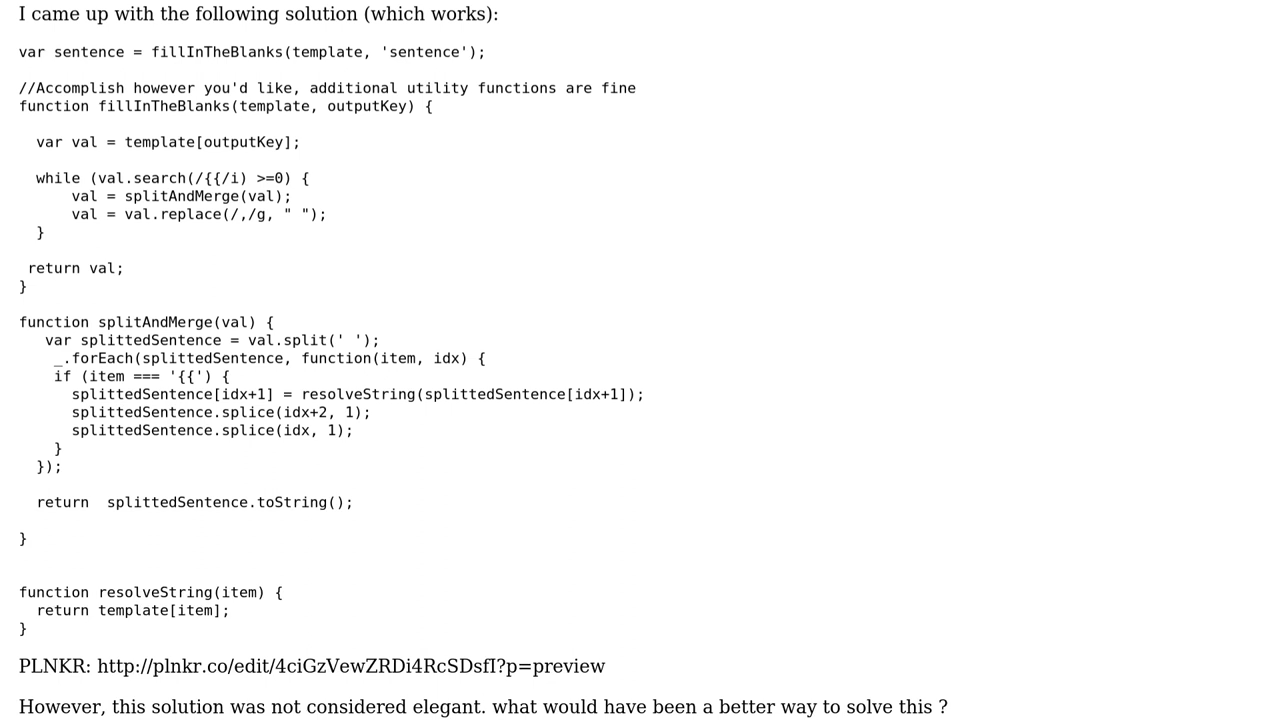 I came up with the following solution (which works):
var sentence = fillInTheBlanks(template, 'sentence');
//Accomplish however you'd like, additional utility functions are fine
function fillInTheBlanks(template, outputKey) {
var val = template[outputKey];
while (val.search(/{{/i) >=0) {
val = splitAndMerge(val);
val = val.replace(/,/g, " ");
}
return val;
}
function splitAndMerge(val) {
var splittedSentence = val.split(' ');
_.forEach(splittedSentence, function(item, idx) {
if (item === '{{') {
splittedSentence[idx+1] = resolveString(splittedSentence[idx+1]);
splittedSentence.splice(idx+2, 1);
splittedSentence.splice(idx, 1);
}
});
return  splittedSentence.toString();
}
function resolveString(item) {
return template[item];
}
PLNKR: http://plnkr.co/edit/4ciGzVewZRDi4RcSDsfI?p=preview
However, this solution was not considered elegant. what would have been a better way to solve this ?